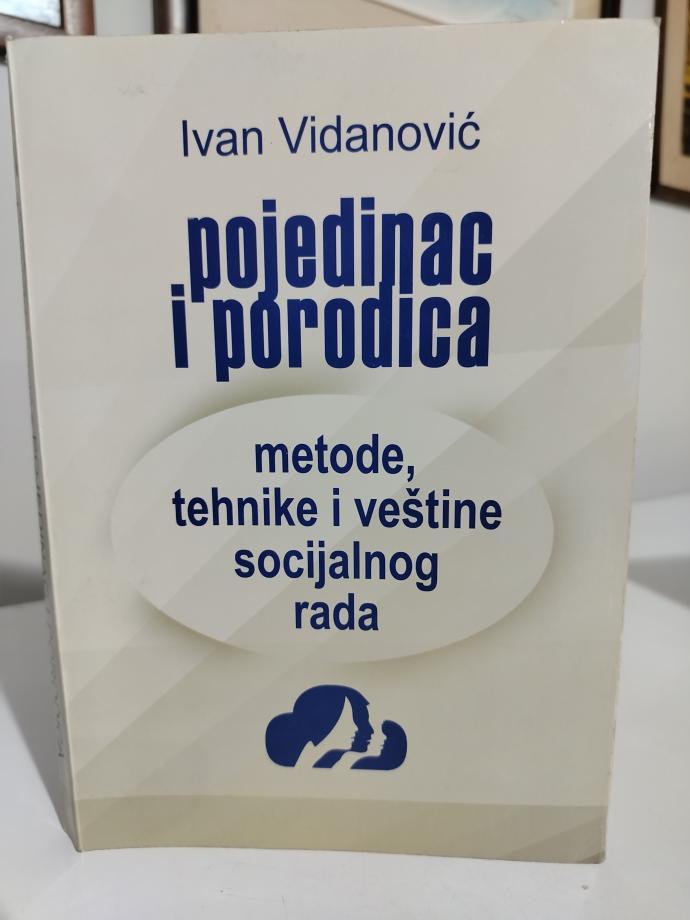 Ivan Vidanović
pojedinac
i porodica
metode,
tehnike i veštine
socijalnog
rada